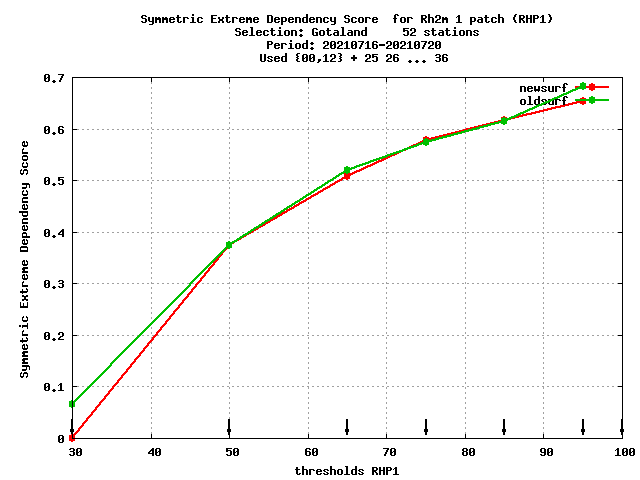 Symmetric Extreme Dependency Score  for Rh2m 1 patch (RHP1)
Selection: Gotaland     52 stations
Period: 20210716-20210720
Used {00,12} + 25 26 ... 36
newsurf
oldsurf
Symmetric Extreme Dependency Score
0.7
0.6
0.5
0.4
0.3
0.2
0.1
0
30 40 50 60 70 80 90 100
thresholds RHP1